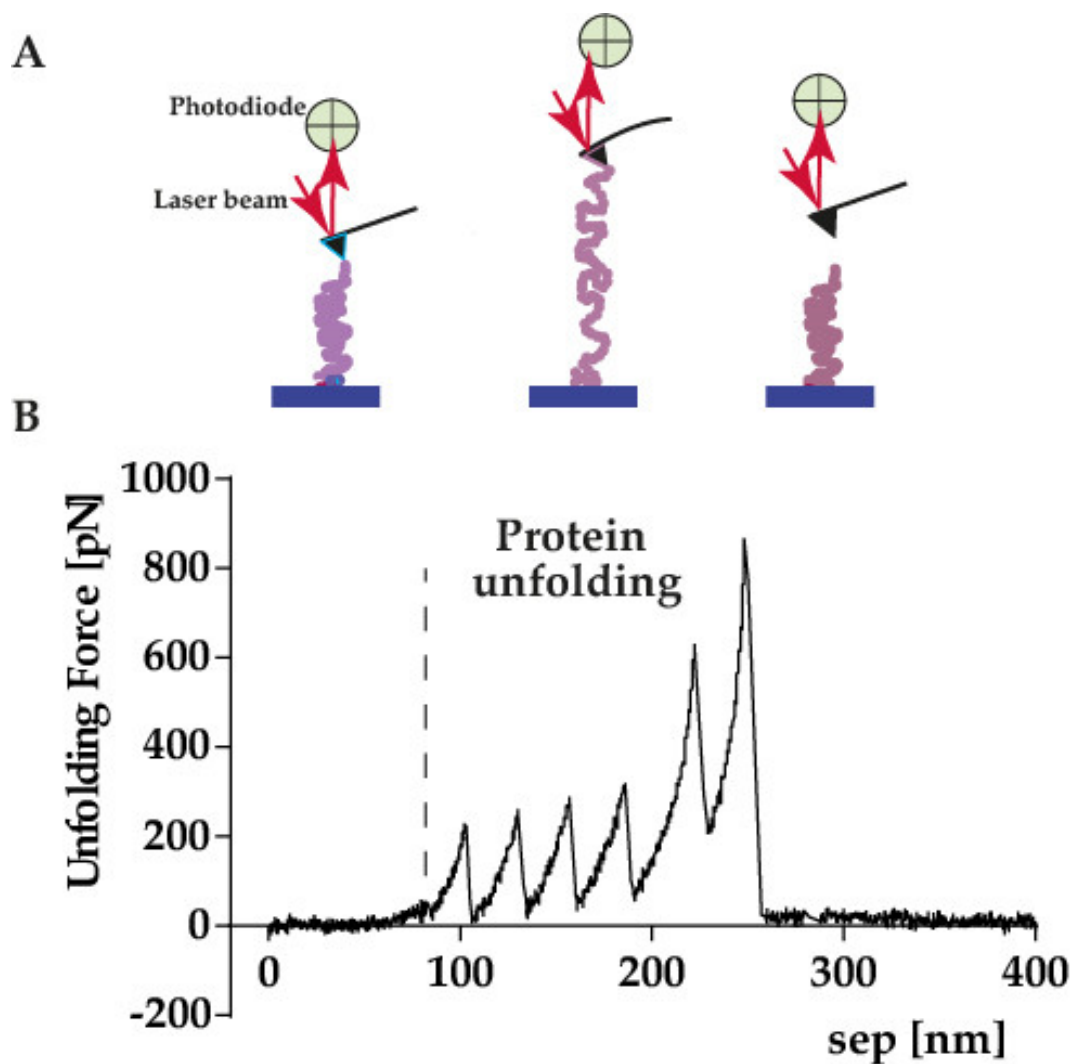 A
Photodiode
Laser beam
B
1000
800
600
400
200
0
-200
Unfolding Force [pN]
Protein
unfolding
0 100 200 300 400
sep [nm]